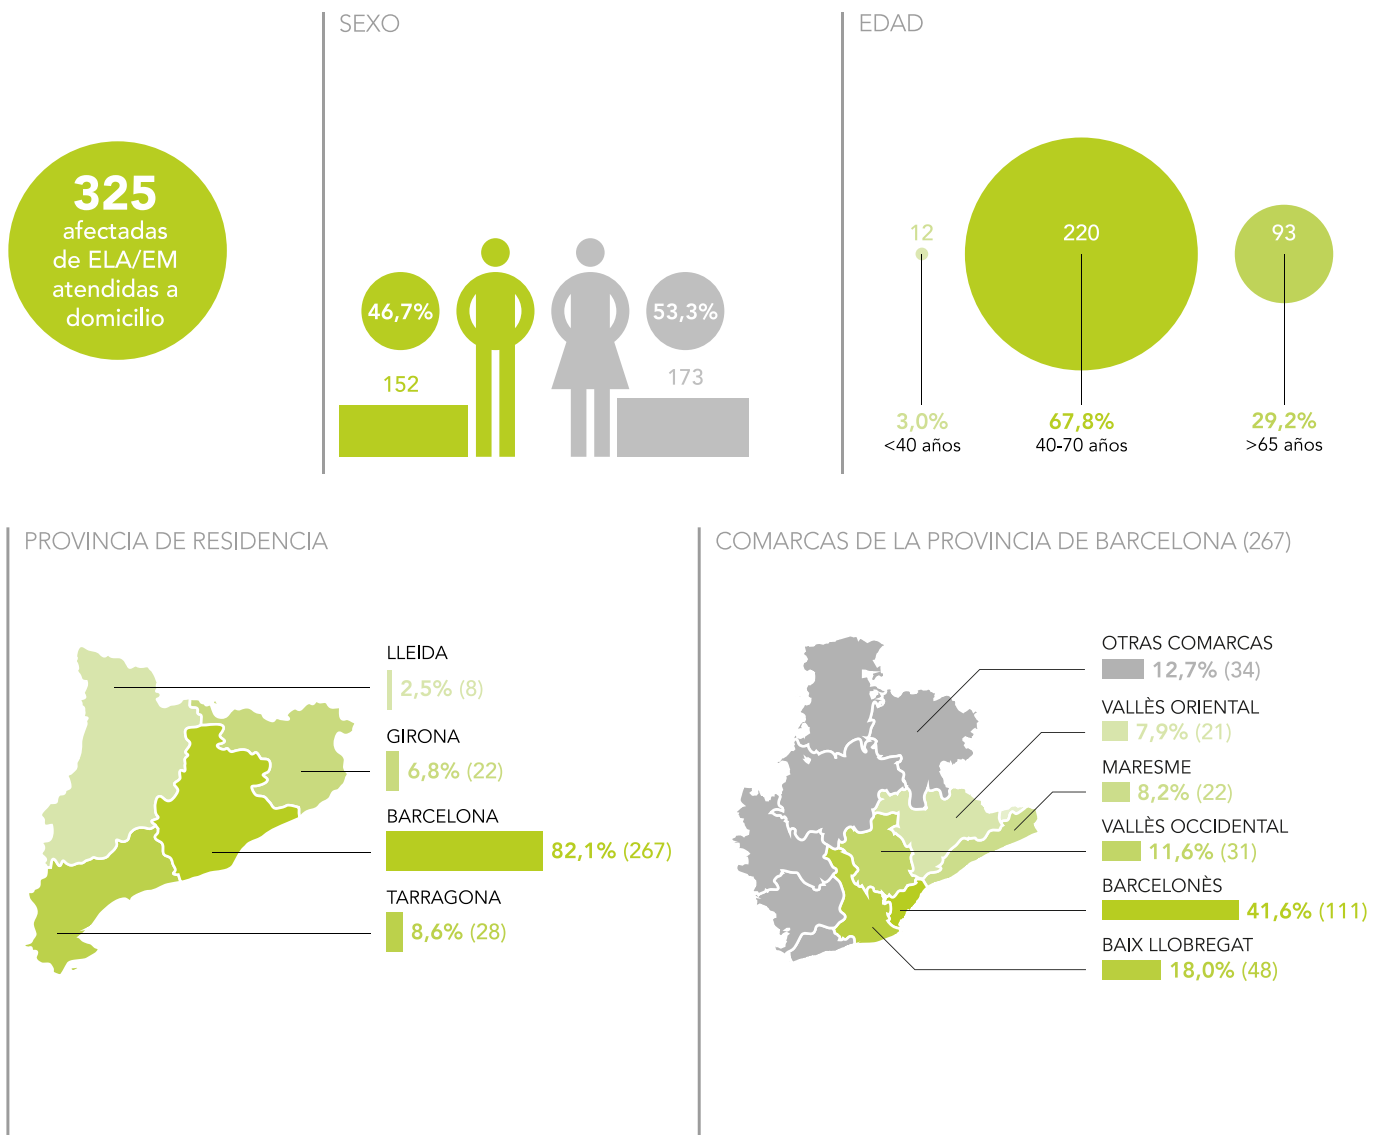 325
afectadas
de ELA/EM
atendidas a
domicilio
SEXO
46,7%
53,3%
152
173
EDAD
12
220
93
3,0%
<40 años
67,8%
40-70 años
29,2%
>65 años
PROVINCIA DE RESIDENCIA
LLEIDA
2,5% (8)
GIRONA
6,8% (22)
BARCELONA
82,1% (267)
TARRAGONA
8,6% (28)
COMARCAS DE LA PROVINCIA DE BARCELONA (267)
OTRAS COMARCAS
12,7% (34)
VALLÈS ORIENTAL
7,9% (21)
MARESME
8,2% (22)
VALLÈS OCCIDENTAL
11,6% (31)
BARCELONÈS
41,6% (111)
BAIX LLOBREGAT
18,0% (48)